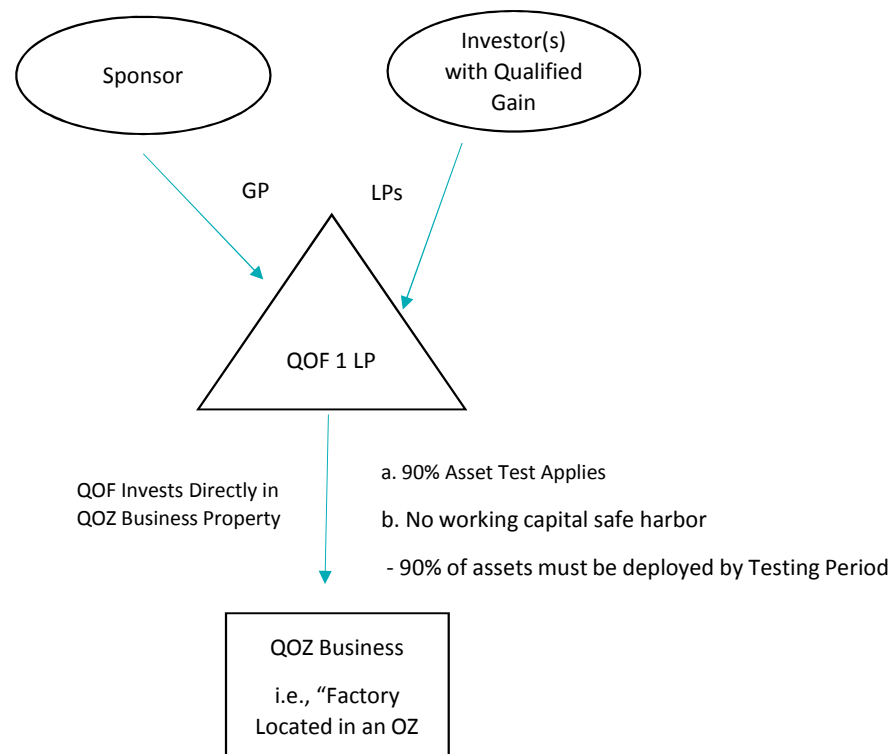 Sponsor
Investor(s)
with Qualified
Gain
GP
LPs
QOF 1 LP
QOF Invests Directly in
QOZ Business Property
a. 90% Asset Test Applies
b. No working capital safe harbor
- 90% of assets must be deployed by Testing Period
QOZ Business
i.e., “Factory
Located in an OZ